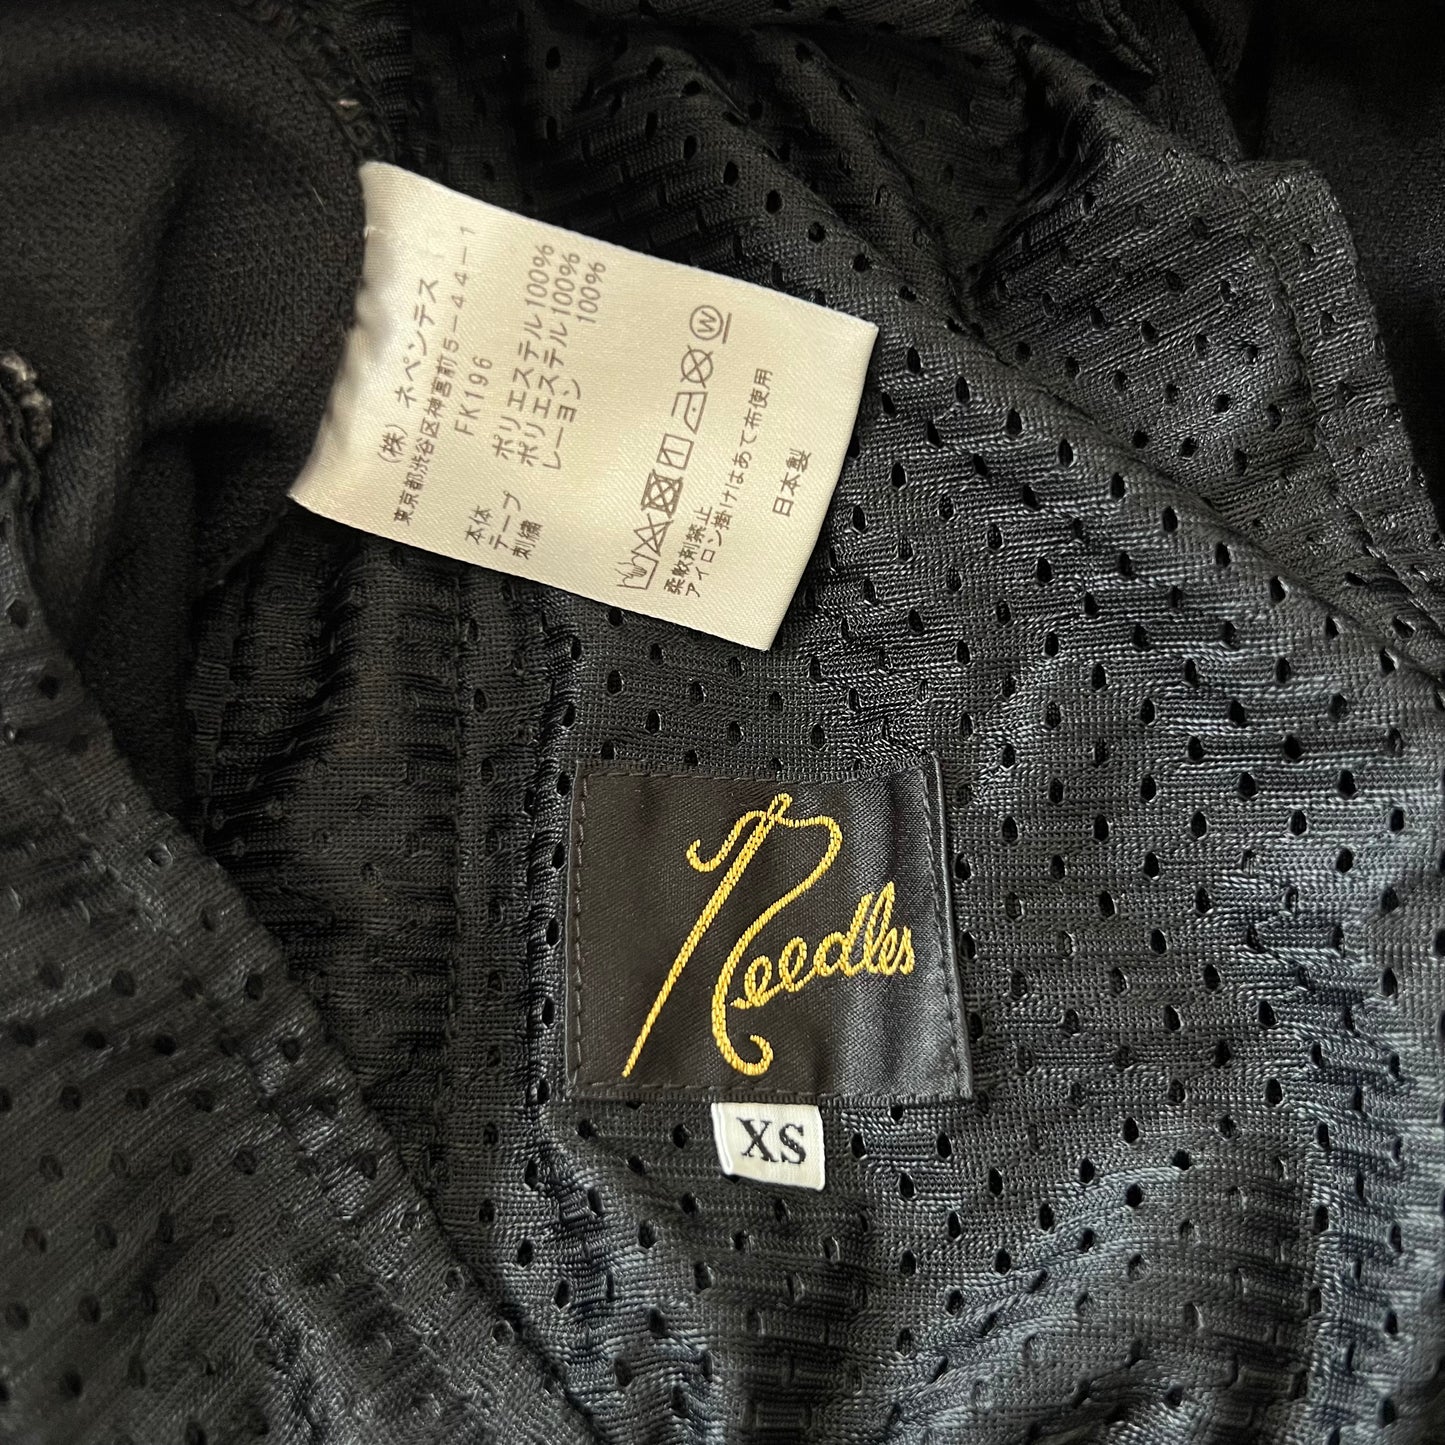 (株) ネペンテス
東京都渋谷区神宮前5-44-1
FK196
本体 ポリエステル100%
テープ ポリエステル100%
刺繍 レーヨン 100%
W
柔軟剤禁止
アイロン掛けはあて布使用
日本製
Needles
XS